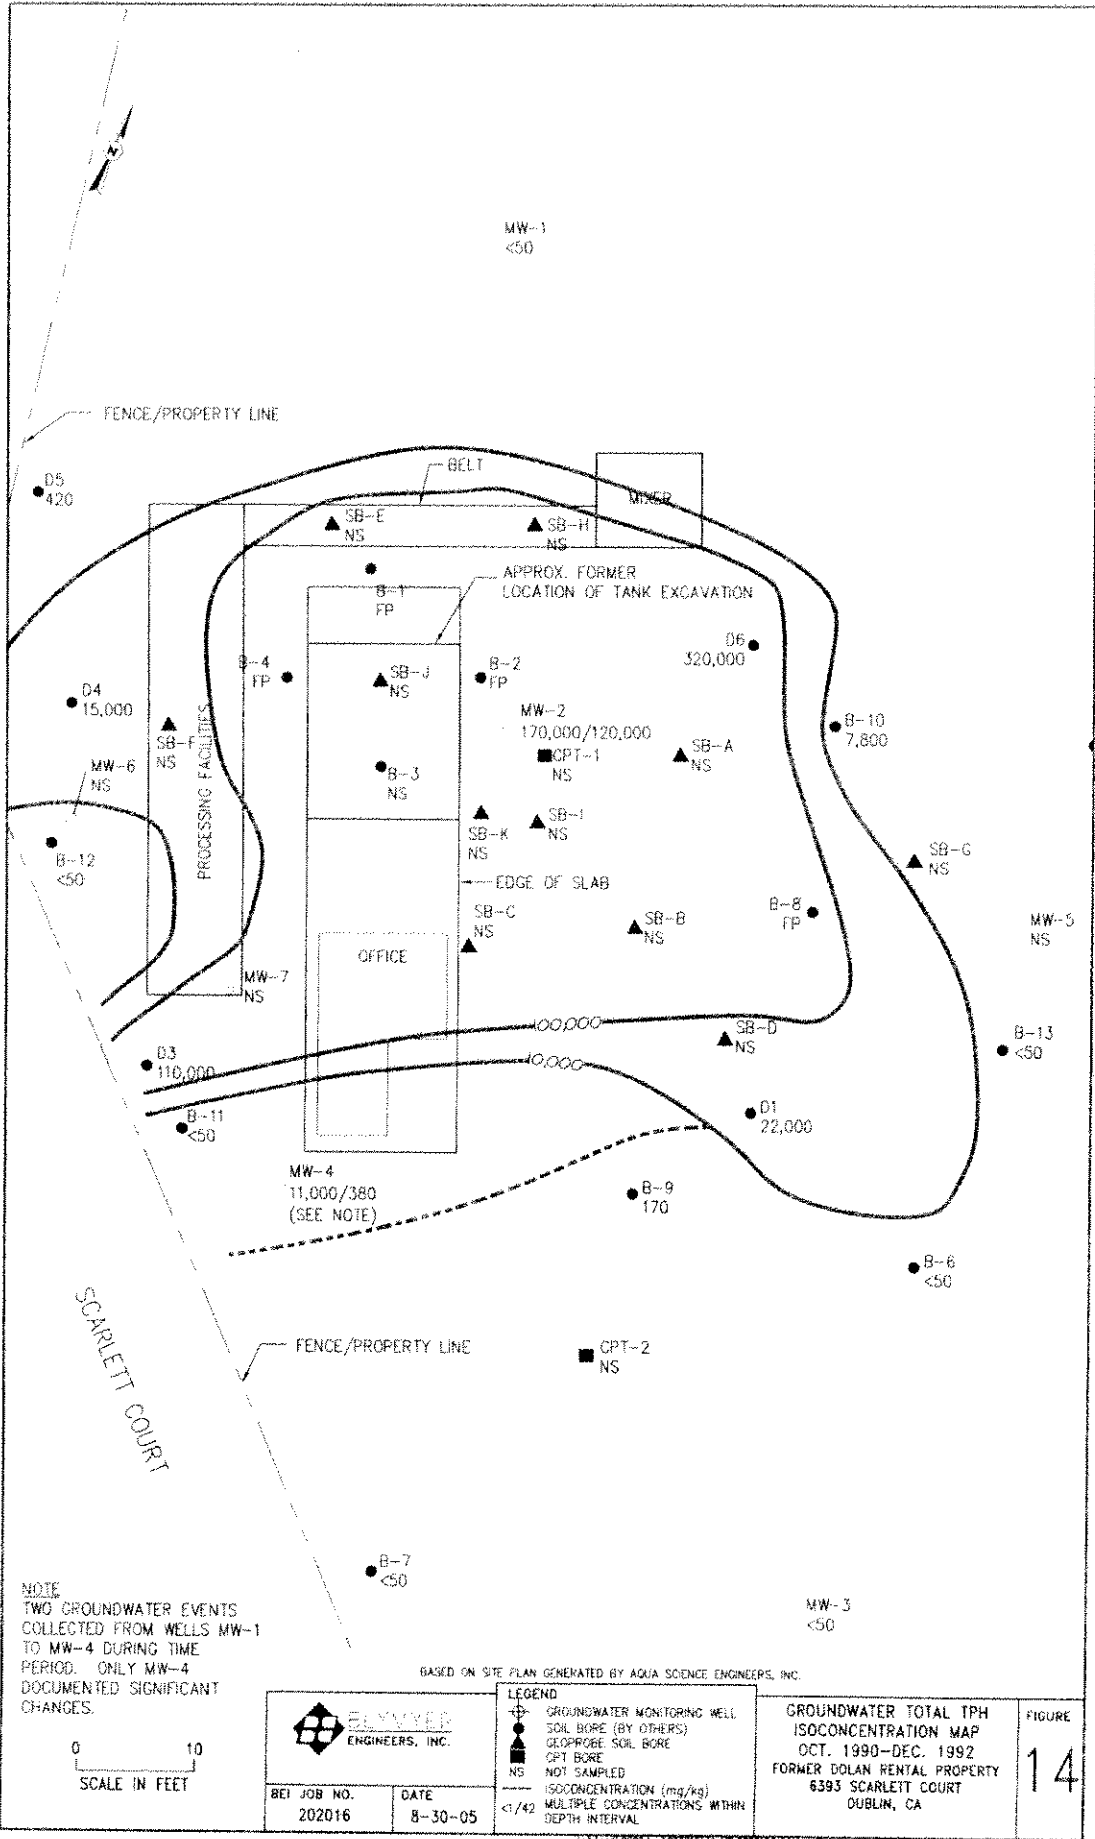 N
MW-1
<50
FENCE/PROPERTY LINE
D5
420
BELT
MIXER
SB-E
NS
SB-H
NS
B-1
FP
APPROX. FORMER
LOCATION OF TANK EXCAVATION
D6
320,000
B-4
FP
SB-J
NS
B-2
FP
D4
15,000
MW-2
170,000/120,000
B-10
7,800
SB-F
NS
CPT-1
NS
SB-A
NS
MW-6
NS
B-3
NS
PROCESSING FACILITIES
SB-K
NS
SB-I
NS
B-12
<50
SB-G
NS
EDGE OF SLAB
SB-C
NS
SB-B
NS
B-8
FP
MW-5
NS
OFFICE
MW-7
NS
100,000
SB-D
NS
B-13
<50
D3
110,000
10,000
B-11
<50
D1
22,000
MW-4
11,000/380
(SEE NOTE)
B-9
170
B-6
<50
SCARLETT COURT
FENCE/PROPERTY LINE
CPT-2
NS
B-7
<50
MW-3
<50
NOTE
TWO GROUNDWATER EVENTS
COLLECTED FROM WELLS MW-1
TO MW-4 DURING TIME
PERIOD. ONLY MW-4
DOCUMENTED SIGNIFICANT
CHANGES.
0 10
SCALE IN FEET
BASED ON SITE PLAN GENERATED BY AQUA SCIENCE ENGINEERS, INC.
BLYMYER
ENGINEERS, INC.
BEI JOB NO.
202016
DATE
8-30-05
LEGEND
GROUNDWATER MONITORING WELL
SOIL BORE (BY OTHERS)
GEOPROBE SOIL BORE
CPT BORE
NS NOT SAMPLED
ISOCONCENTRATION (mg/kg)
<1/42 MULTIPLE CONCENTRATIONS WITHIN
DEPTH INTERVAL
GROUNDWATER TOTAL TPH
ISOCONCENTRATION MAP
OCT. 1990-DEC. 1992
FORMER DOLAN RENTAL PROPERTY
6393 SCARLETT COURT
DUBLIN, CA
FIGURE
14